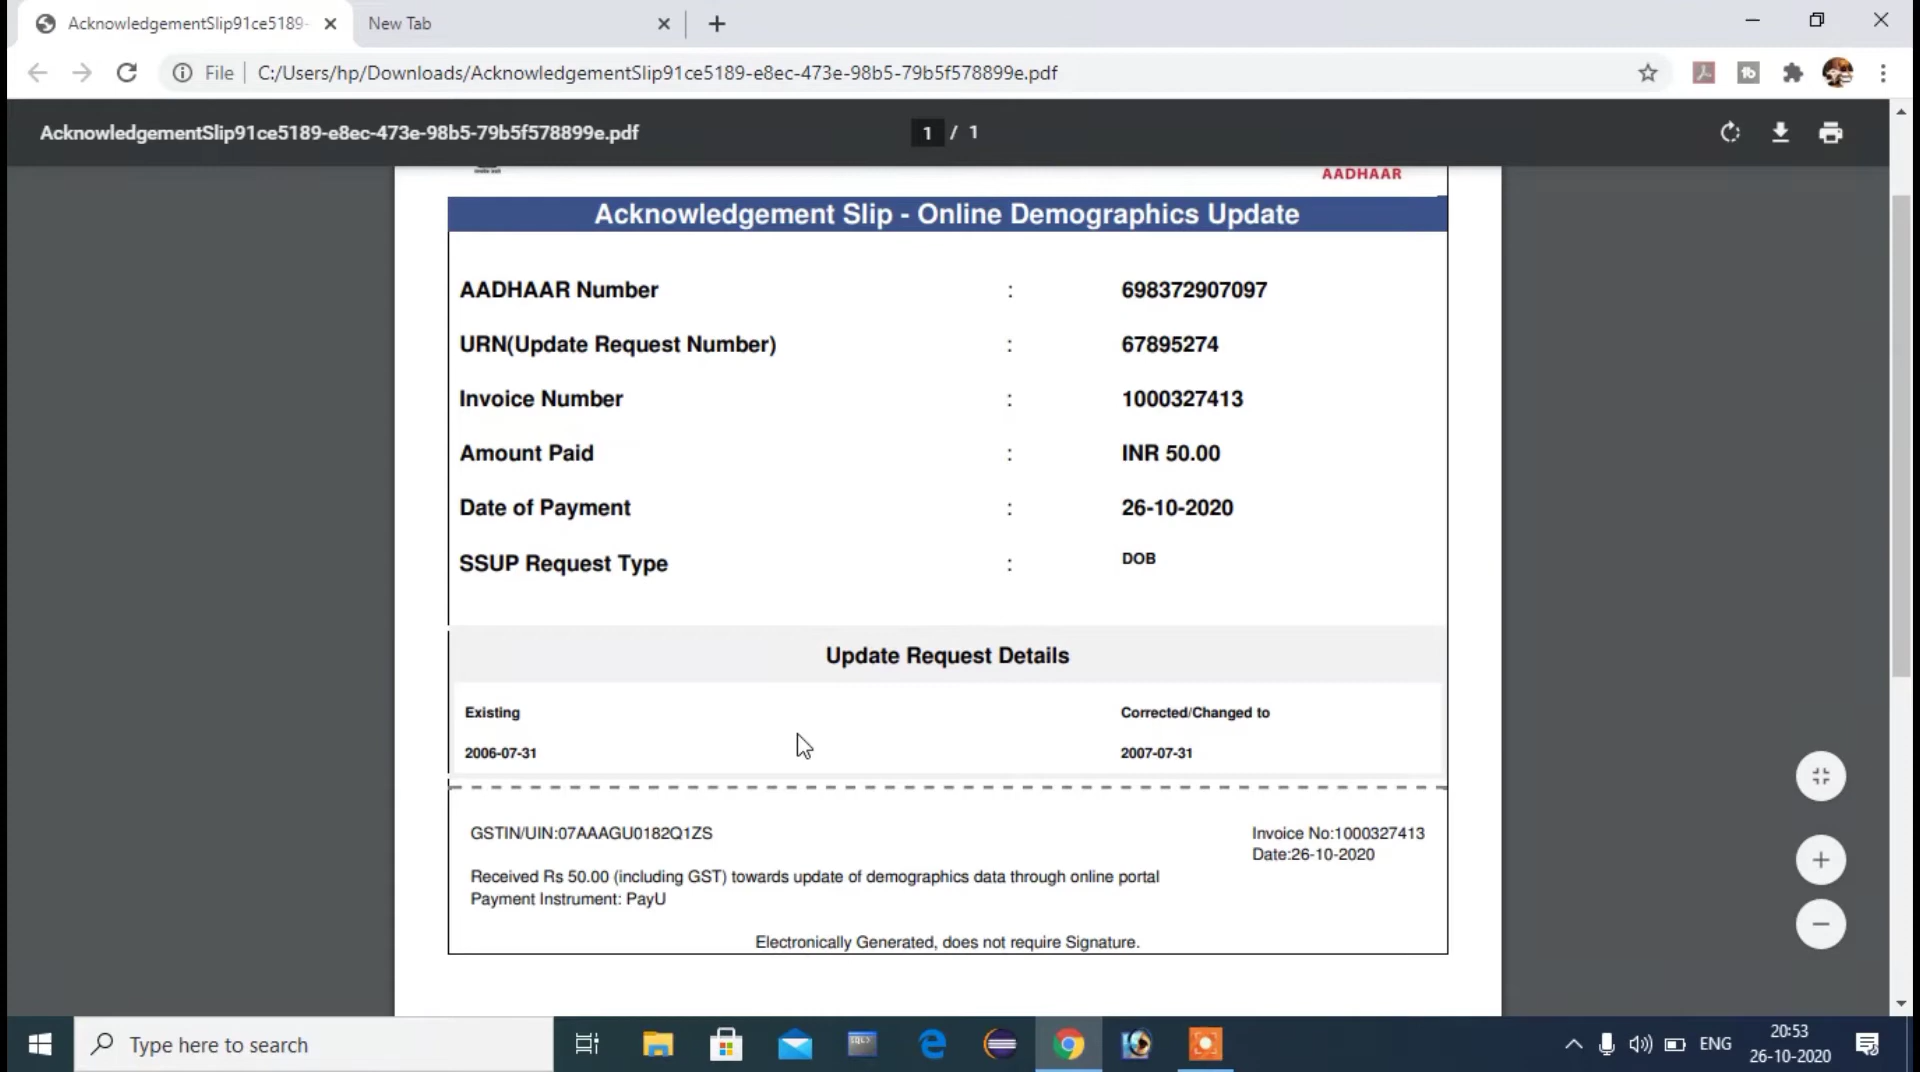 AcknowledgementSlip91ce5189-
New Tab
File
C:/Users/hp/Downloads/AcknowledgementSlip91ce5189-e8ec-473e-98b5-79b5f578899e.pdf
AcknowledgementSlip91ce5189-e8ec-473e-98b5-79b5f578899e.pdf
1 / 1
AADHAAR
Acknowledgement Slip - Online Demographics Update
AADHAAR Number : 698372907097
URN(Update Request Number) : 67895274
Invoice Number : 1000327413
Amount Paid : INR 50.00
Date of Payment : 26-10-2020
SSUP Request Type : DOB
Update Request Details
Existing Corrected/Changed to
2006-07-31 2007-07-31
GSTIN/UIN:07AAAGU0182Q1ZS Invoice No:1000327413
Date:26-10-2020
Received Rs 50.00 (including GST) towards update of demographics data through online portal
Payment Instrument: PayU
Electronically Generated, does not require Signature.
Type here to search
ENG
20:53
26-10-2020